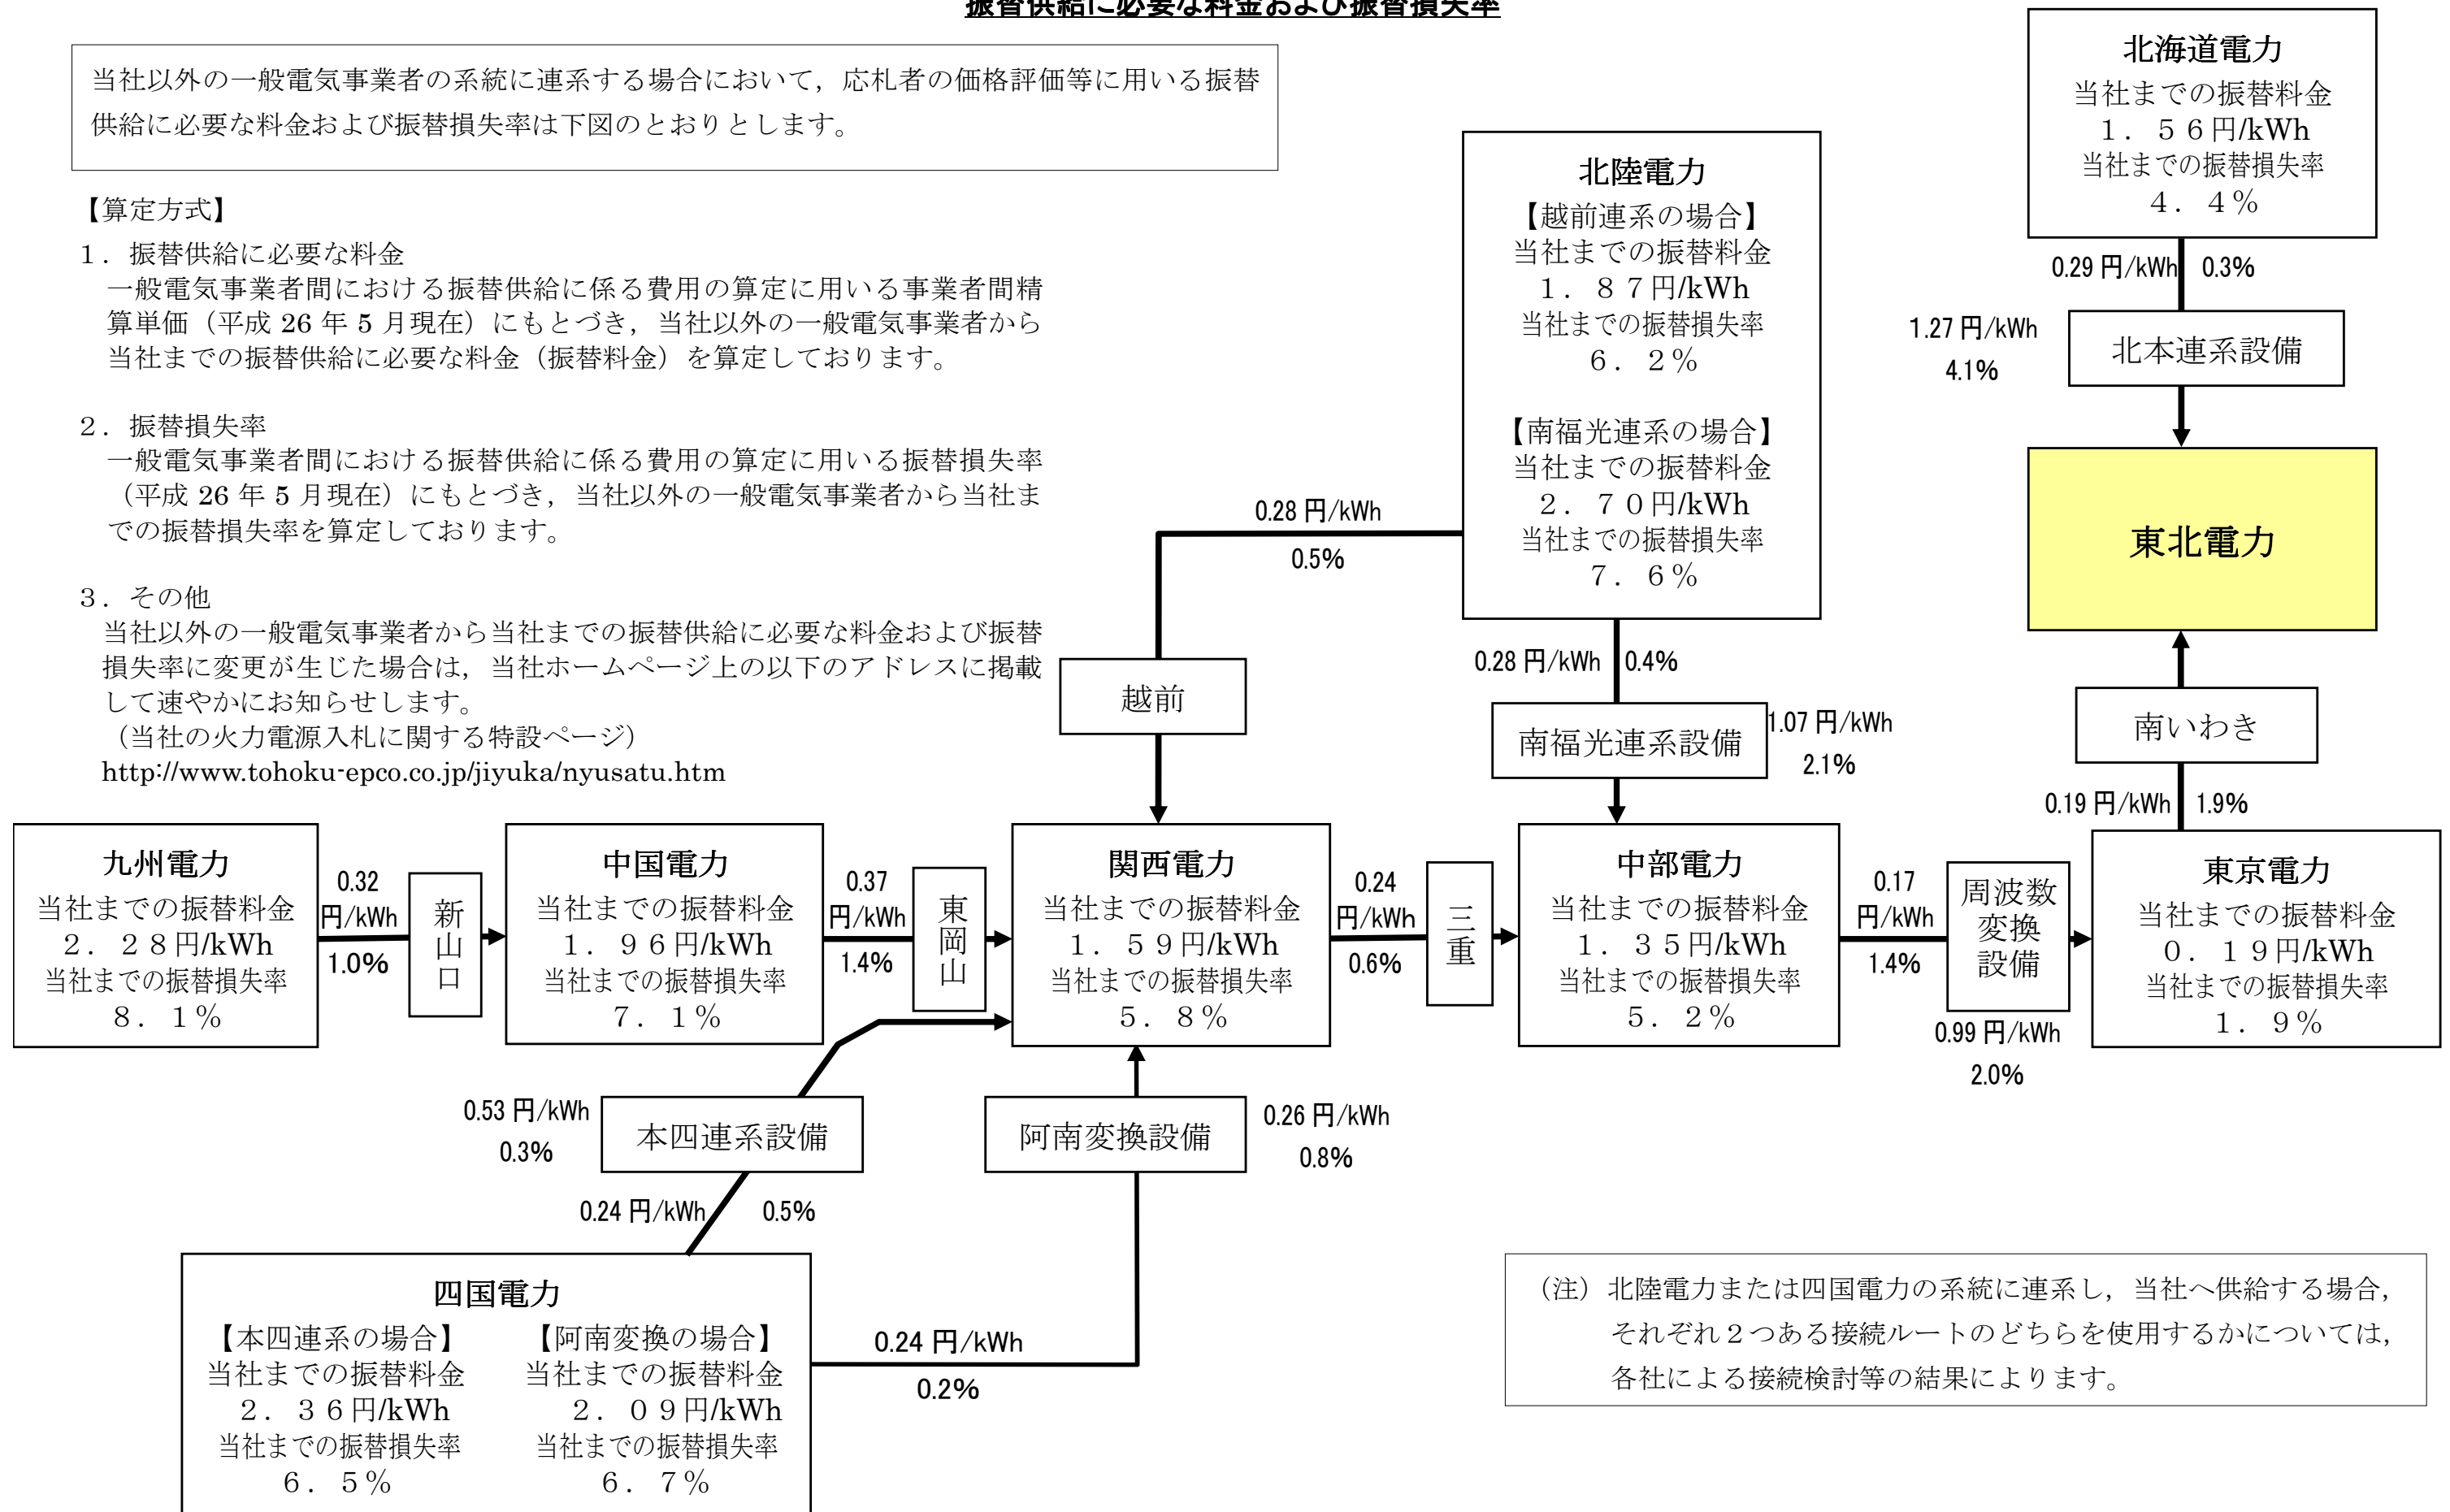 振替供給に必要な料金および振替損失率
当社以外の一般電気事業者の系統に連系する場合において，応札者の価格評価等に用いる振替
供給に必要な料金および振替損失率は下図のとおりとします。
【算定方式】
１．振替供給に必要な料金
一般電気事業者間における振替供給に係る費用の算定に用いる事業者間精
算単価（平成 26 年 5 月現在）にもとづき，当社以外の一般電気事業者から
当社までの振替供給に必要な料金（振替料金）を算定しております。
２．振替損失率
一般電気事業者間における振替供給に係る費用の算定に用いる振替損失率
（平成 26 年 5 月現在）にもとづき，当社以外の一般電気事業者から当社ま
での振替損失率を算定しております。
３．その他
当社以外の一般電気事業者から当社までの振替供給に必要な料金および振替
損失率に変更が生じた場合は，当社ホームページ上の以下のアドレスに掲載
して速やかにお知らせします。
（当社の火力電源入札に関する特設ページ）
http://www.tohoku-epco.co.jp/jiyuka/nyusatu.htm
北海道電力
当社までの振替料金
１．５６円/kWh
当社までの振替損失率
４．４％
0.29 円/kWh 0.3%
1.27 円/kWh
4.1%
北本連系設備
東北電力
北陸電力
【越前連系の場合】
当社までの振替料金
１．８７円/kWh
当社までの振替損失率
６．２％
【南福光連系の場合】
当社までの振替料金
２．７０円/kWh
当社までの振替損失率
７．６％
0.28 円/kWh
0.5%
越前
0.28 円/kWh 0.4%
南福光連系設備
1.07 円/kWh
2.1%
南いわき
0.19 円/kWh 1.9%
九州電力
当社までの振替料金
２．２８円/kWh
当社までの振替損失率
８．１％
0.32
円/kWh
1.0%
新山口
中国電力
当社までの振替料金
１．９６円/kWh
当社までの振替損失率
７．１％
0.37
円/kWh
1.4%
東岡山
関西電力
当社までの振替料金
１．５９円/kWh
当社までの振替損失率
５．８％
0.24
円/kWh
0.6%
三重
中部電力
当社までの振替料金
１．３５円/kWh
当社までの振替損失率
５．２％
0.17
円/kWh
1.4%
周波数
変換
設備
0.99 円/kWh
2.0%
東京電力
当社までの振替料金
０．１９円/kWh
当社までの振替損失率
１．９％
0.53 円/kWh
0.3%
本四連系設備
0.24 円/kWh 0.5%
阿南変換設備
0.26 円/kWh
0.8%
0.24 円/kWh
0.2%
四国電力
【本四連系の場合】
当社までの振替料金
２．３６円/kWh
当社までの振替損失率
６．５％
【阿南変換の場合】
当社までの振替料金
２．０９円/kWh
当社までの振替損失率
６．７％
（注）北陸電力または四国電力の系統に連系し，当社へ供給する場合，
それぞれ２つある接続ルートのどちらを使用するかについては，
各社による接続検討等の結果によります。